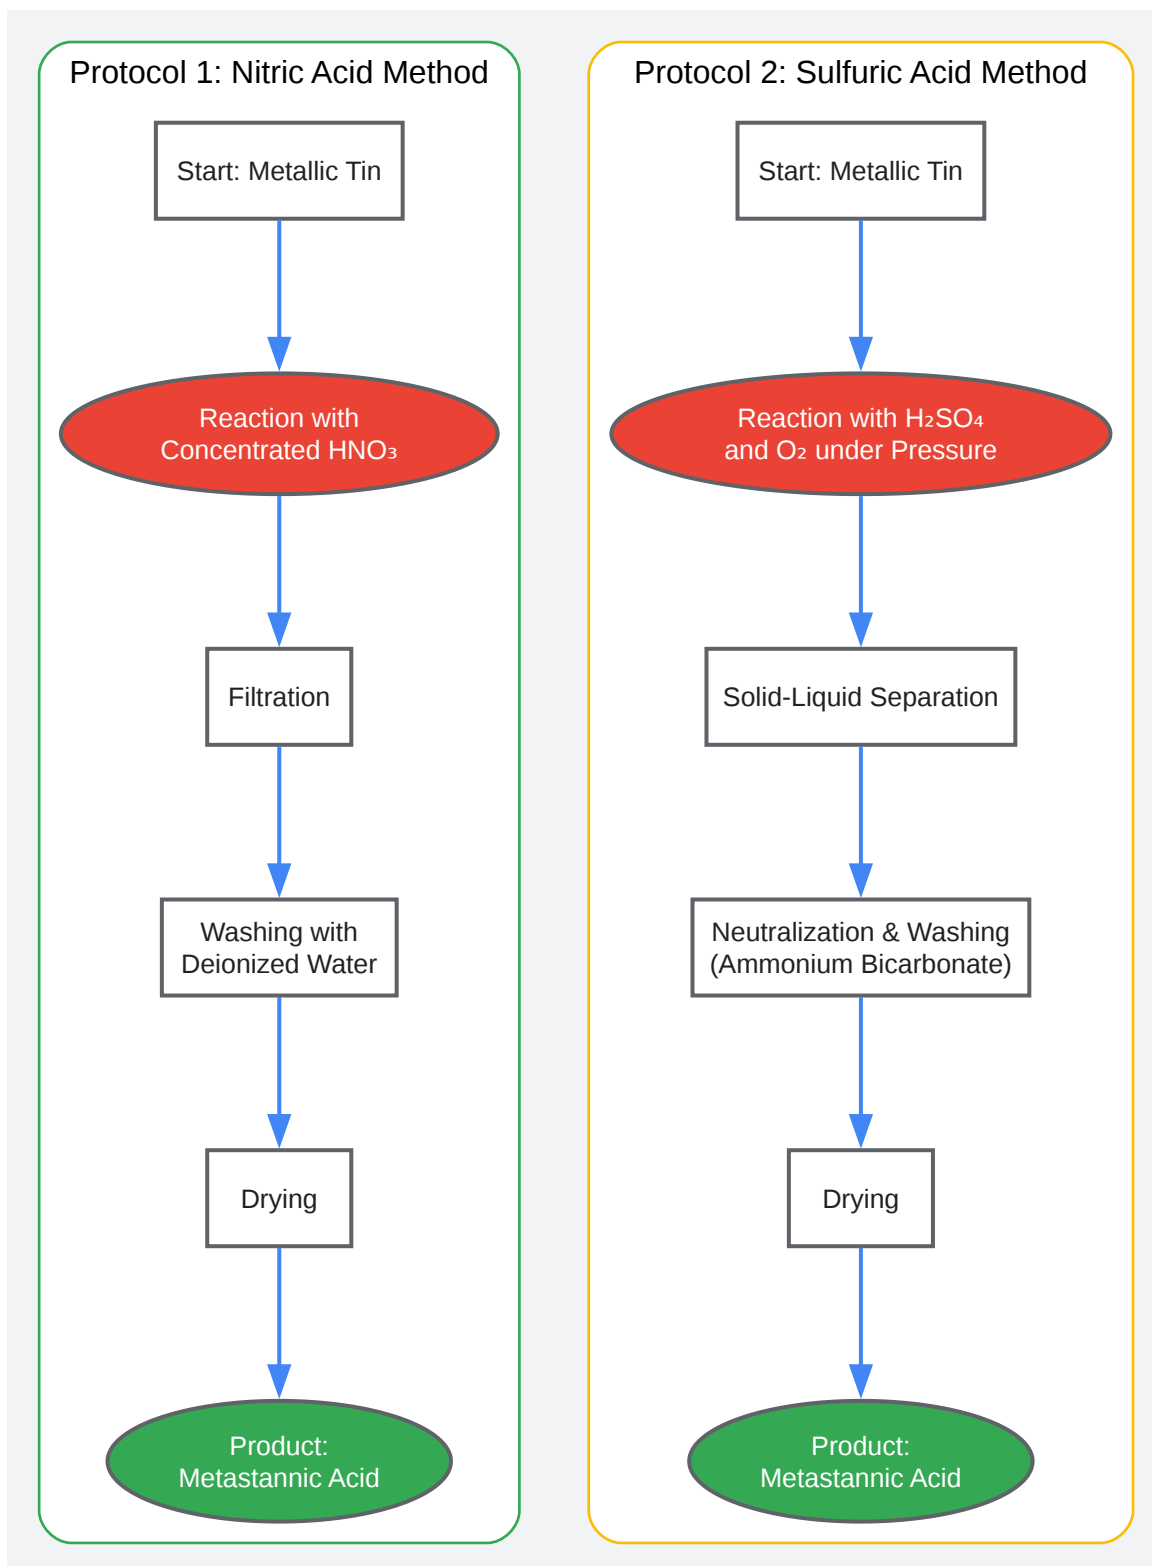 Protocol 1: Nitric Acid Method
Start: Metallic Tin
Reaction with
Concentrated HNO₃
Filtration
Washing with
Deionized Water
Drying
Product:
Metastannic Acid
Protocol 2: Sulfuric Acid Method
Start: Metallic Tin
Reaction with H₂SO₄
and O₂ under Pressure
Solid-Liquid Separation
Neutralization & Washing
(Ammonium Bicarbonate)
Drying
Product:
Metastannic Acid